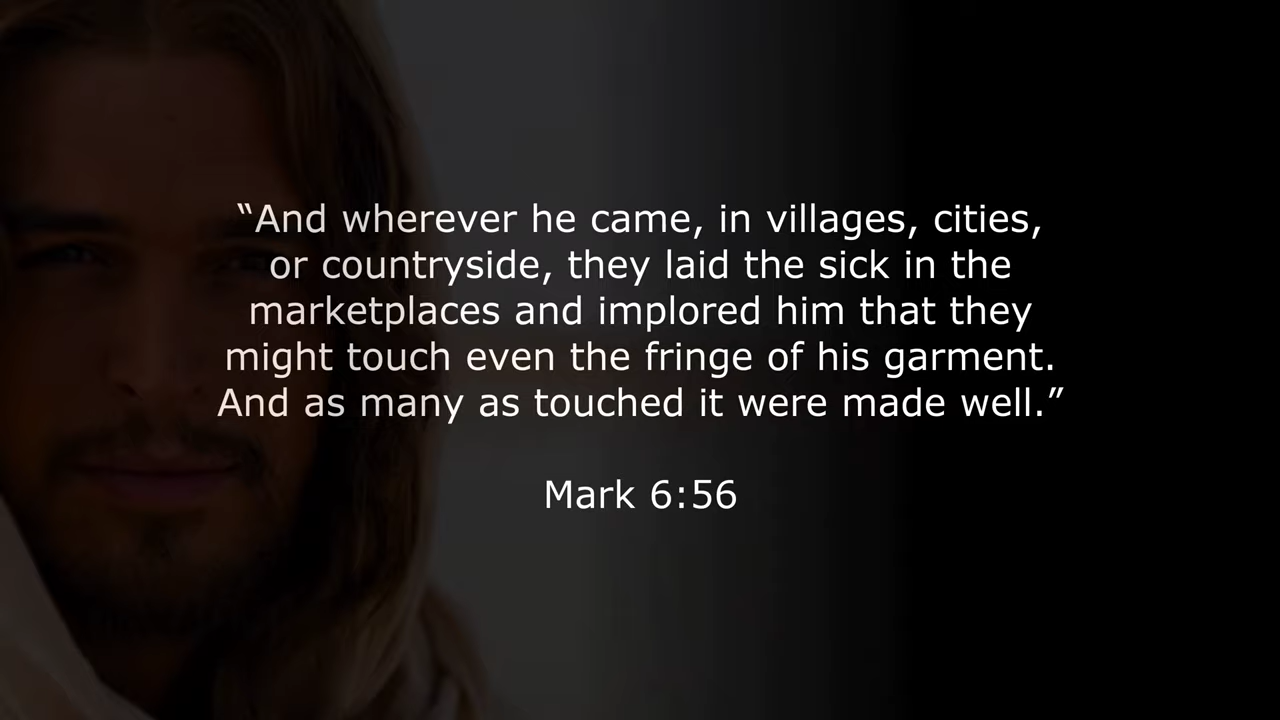 “And wherever he came, in villages, cities,
or countryside, they laid the sick in the
marketplaces and implored him that they
might touch even the fringe of his garment.
And as many as touched it were made well.”
Mark 6:56